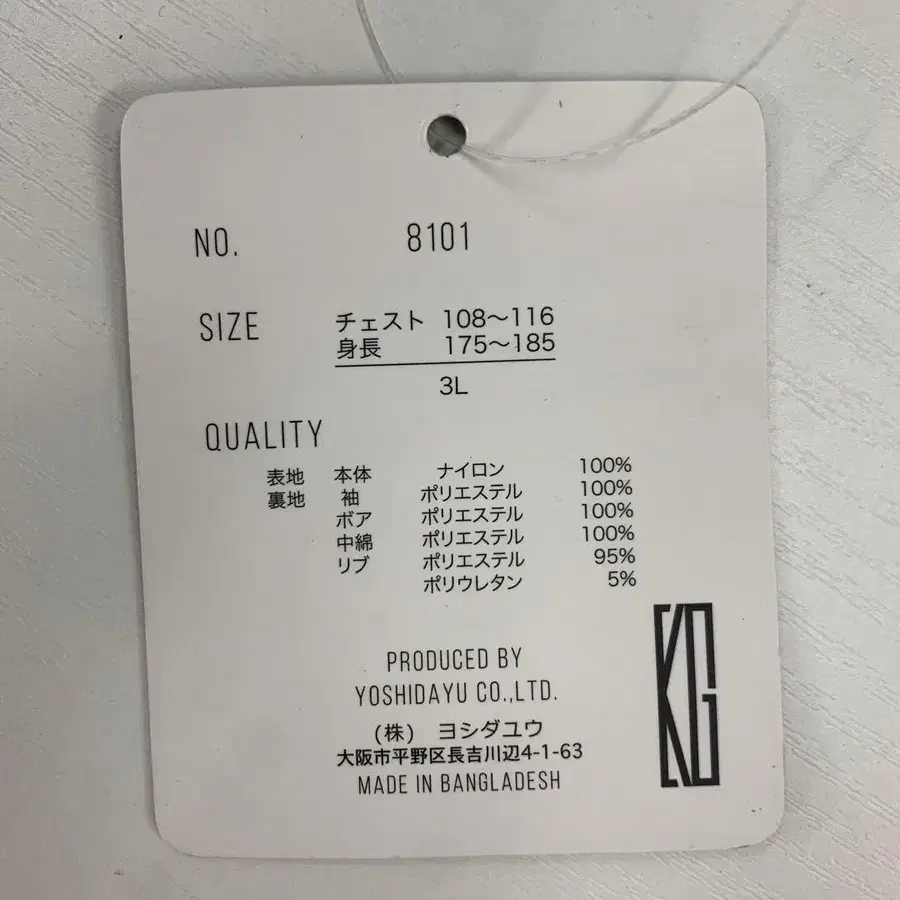 NO. 8101
SIZE チェスト 108〜116
身長 175〜185
3L
QUALITY
表地 本体 ナイロン 100%
裏地 袖 ポリエステル 100%
ボア ポリエステル 100%
中綿 ポリエステル 100%
リブ ポリエステル 95%
ポリウレタン 5%
PRODUCED BY
YOSHIDAYU CO.,LTD.
(株) ヨシダユウ
大阪市平野区長吉川辺4-1-63
MADE IN BANGLADESH
KG